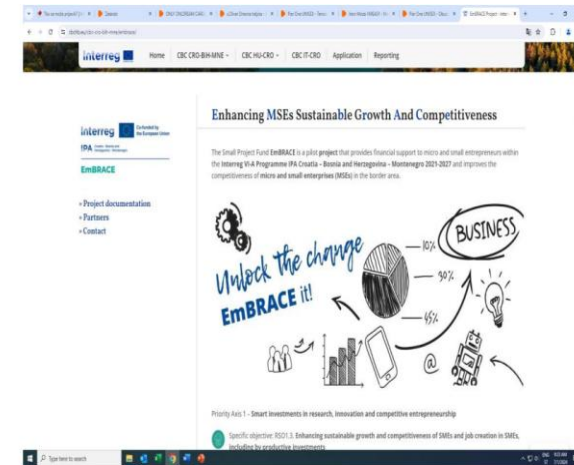 Interreg
Home
CBC CRO-BIH-MNE
CBC HU-CRO
CBC IT-CRO
Application
Reporting
Interreg
Co-funded by
the European Union
IPA
EmBRACE
» Project documentation
» Partners
» Contact
Enhancing MSEs Sustainable Growth And Competitiveness
The Small Project Fund EmBRACE is a pilot project that provides financial support to micro and small entrepreneurs within
the Interreg VI-A Programme IPA Croatia – Bosnia and Herzegovina – Montenegro 2021-2027 and improves the
competitiveness of micro and small enterprises (MSEs) in the border area.
Unlock the change
EmBRACE it!
BUSINESS
10%
30%
45%
@
Priority Axis 1 – Smart Investments in research, innovation and competitive entrepreneurship
Specific objective: RSO1.3. Enhancing sustainable growth and competitiveness of SMEs and job creation in SMEs,
including by productive investments
Type here to search